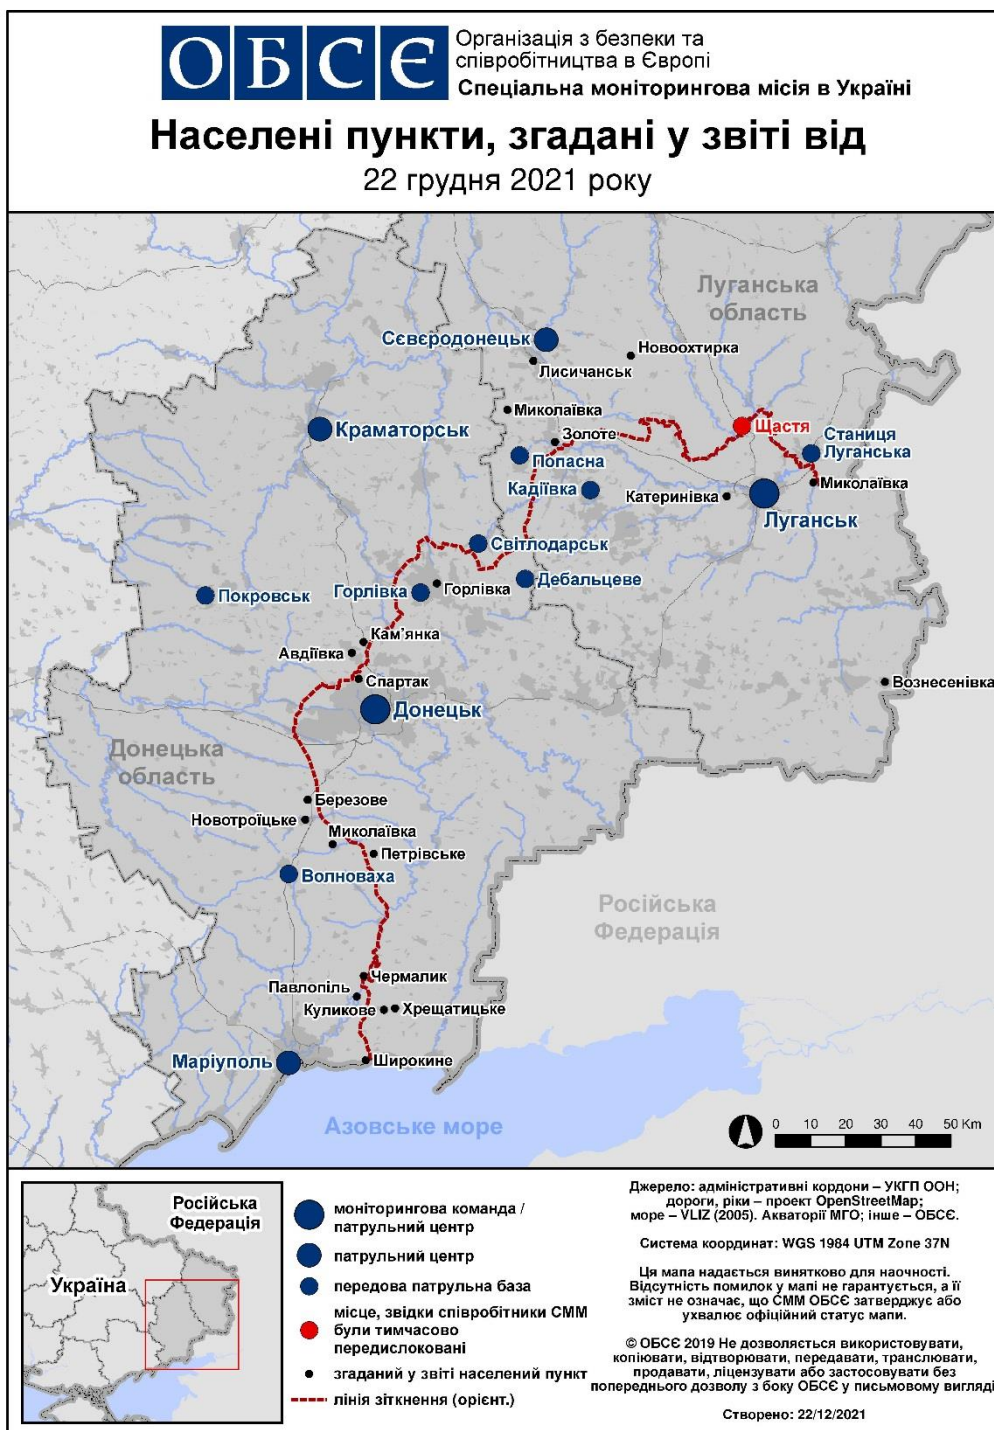 ОБСЄ
Організація з безпеки та
співробітництва в Європі
Спеціальна моніторингова місія в Україні
Населені пункти, згадані у звіті від
22 грудня 2021 року
Луганська
область
Сєвєродонецьк
Новоохтирка
Лисичанськ
Миколаївка
Щастя
Краматорськ
Золоте
Станиця
Луганська
Попасна
Кадіївка
Катеринівка
Миколаївка
Луганськ
Світлодарськ
Дебальцеве
Покровськ
Горлівка
Горлівка
Кам'янка
Авдіївка
Спартак
Вознесенівка
Донецьк
Донецька
область
Березове
Новотроїцьке
Миколаївка
Петрівське
Волноваха
Російська
Федерація
Чермалик
Павлопіль
Куликове
Хрещатицьке
Маріуполь
Широкине
Азовське море
0 10 20 30 40 50 Km
Російська
Федерація
Україна
моніторингова команда /
патрульний центр
патрульний центр
передова патрульна база
місце, звідки співробітники СММ
були тимчасово
передислоковані
згаданий у звіті населений пункт
лінія зіткнення (орієнт.)
Джерело: адміністративні кордони – УКГП ООН;
дороги, ріки – проект OpenStreetMap;
море – VLIZ (2005). Акваторії МГО; інше – ОБСЄ.
Система координат: WGS 1984 UTM Zone 37N
Ця мапа надається винятково для наочності.
Відсутність помилок у мапі не гарантується, а її
зміст не означає, що СММ ОБСЄ затверджує або
ухвалює офіційний статус мапи.
© ОБСЄ 2019 Не дозволяється використовувати,
копіювати, відтворювати, передавати, транслювати,
продавати, ліцензувати або застосовувати без
попереднього дозволу з боку ОБСЄ у письмовому вигляді
Створено: 22/12/2021